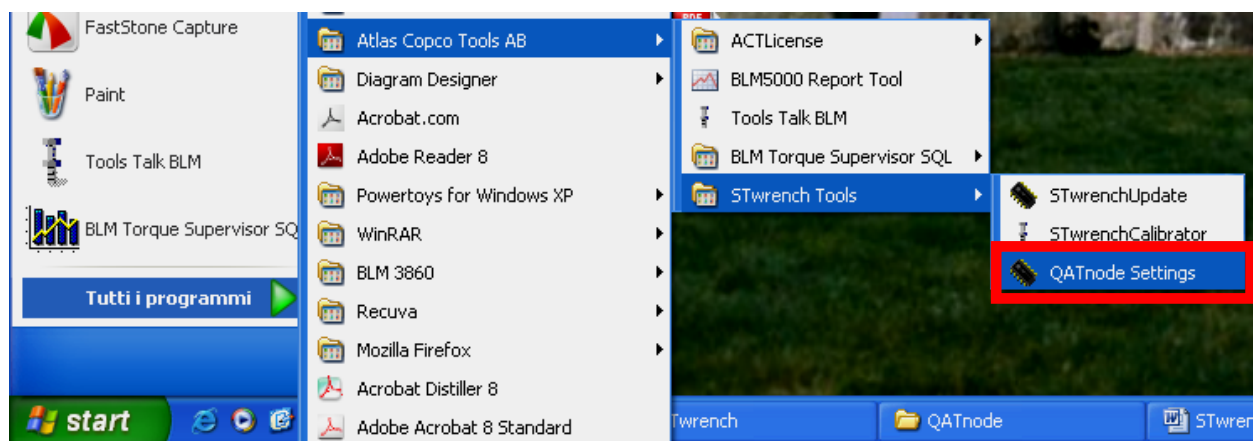 FastStone Capture
Paint
Tools Talk BLM
BLM Torque Supervisor SQ
Tutti i programmi
Atlas Copco Tools AB
Diagram Designer
Acrobat.com
Adobe Reader 8
Powertoys for Windows XP
WinRAR
BLM 3860
Recuva
Mozilla Firefox
Acrobat Distiller 8
Adobe Acrobat 8 Standard
PDF
ACTLicense
BLM5000 Report Tool
Tools Talk BLM
BLM Torque Supervisor SQL
STwrench Tools
STwrenchUpdate
STwrenchCalibrator
QATnode Settings
start
Twrench
QATnode
STwren